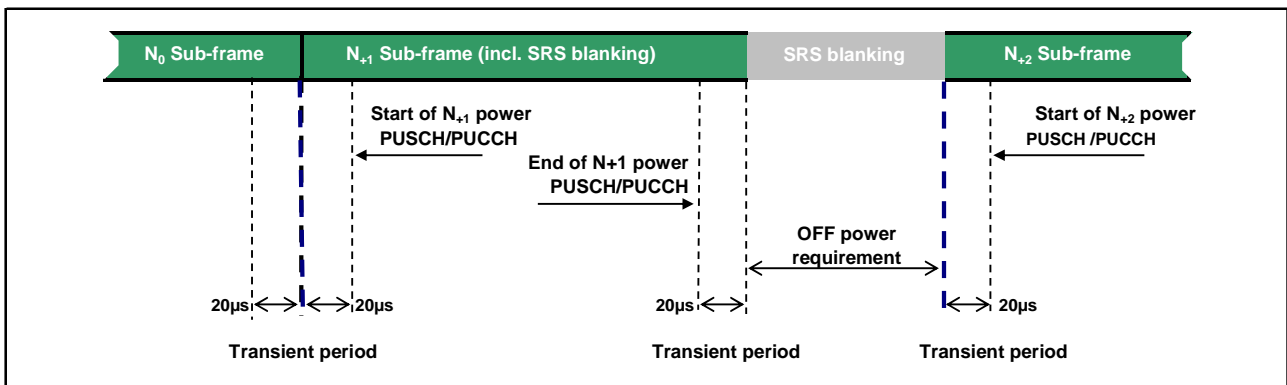 N₀ Sub-frame
N₊₁ Sub-frame (incl. SRS blanking)
SRS blanking
N₊₂ Sub-frame
Start of N₊₁ power
PUSCH/PUCCH
End of N+1 power
PUSCH/PUCCH
Start of N₊₂ power
PUSCH /PUCCH
OFF power
requirement
20µs
20µs
20µs
20µs
Transient period
Transient period
Transient period